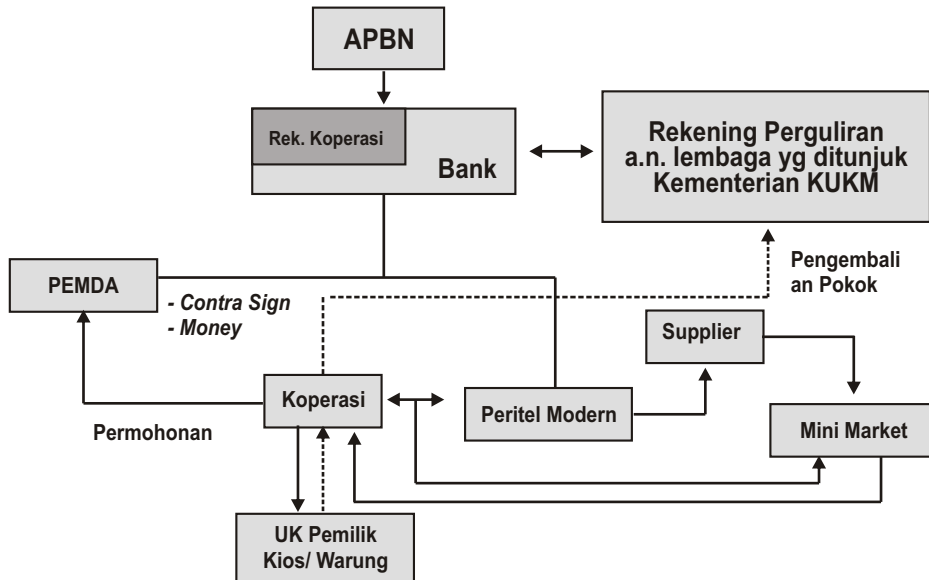 APBN
Rek. Koperasi
Bank
Rekening Perguliran
a.n. lembaga yg ditunjuk
Kementerian KUKM
PEMDA
- Contra Sign
- Money
Pengembali
an Pokok
Supplier
Koperasi
Peritel Modern
Mini Market
Permohonan
UK Pemilik
Kios/ Warung